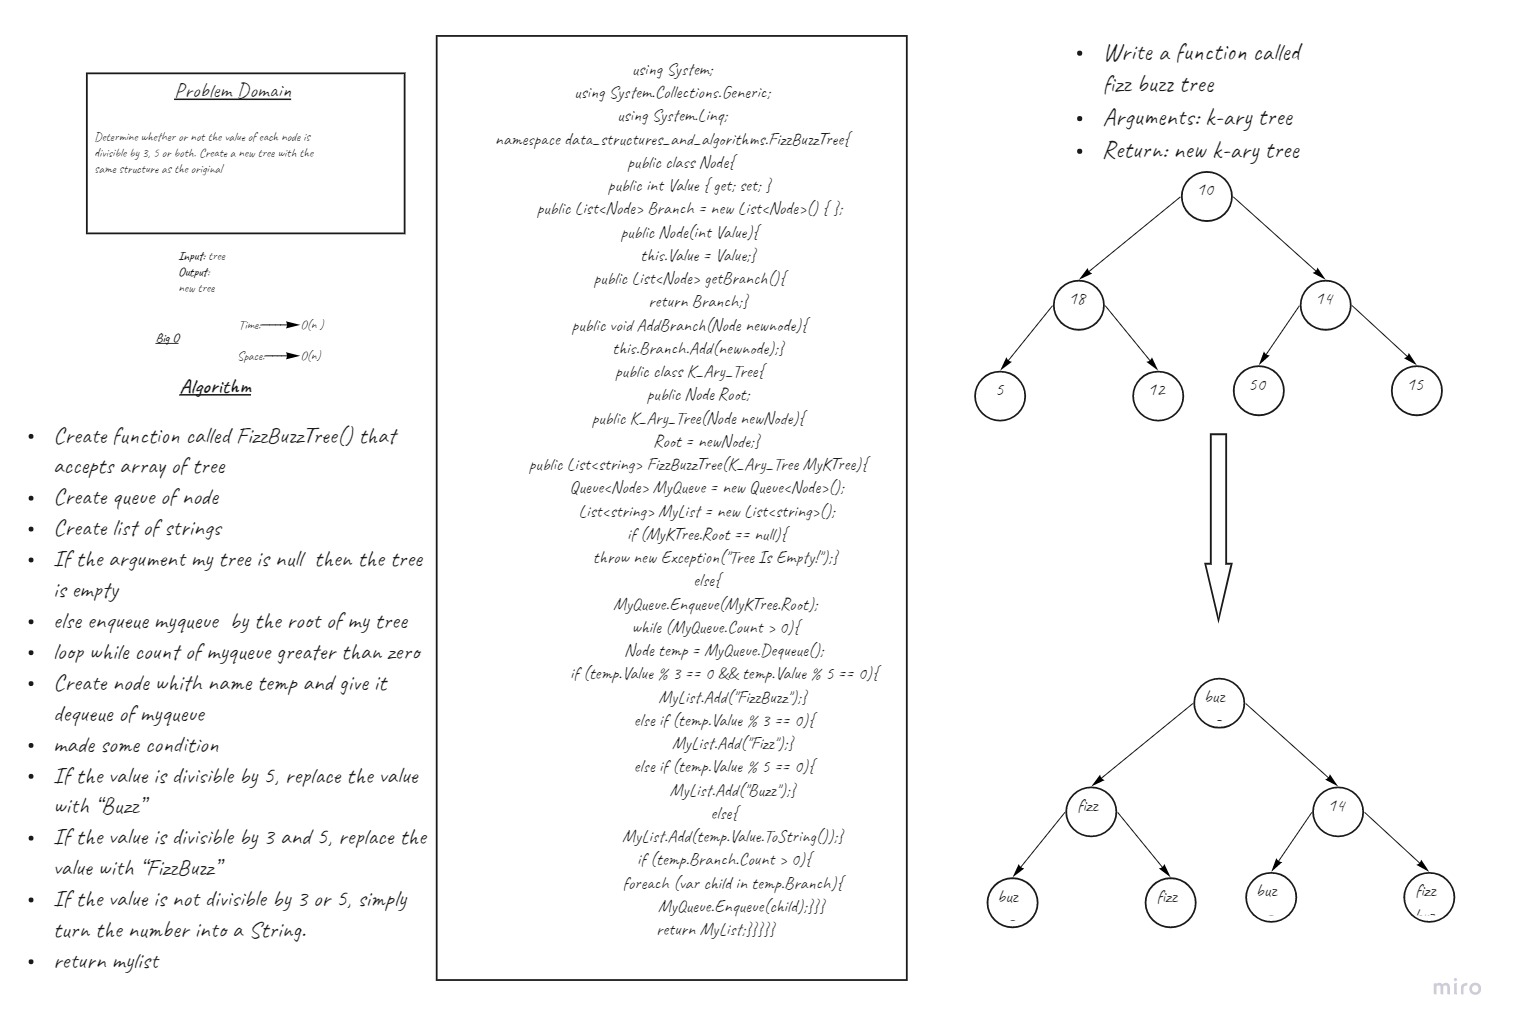 Problem Domain
Determine whether or not the value of each node is
divisible by 3, 5 or both. Create a new tree with the
same structure as the original
Input: tree
Output:
new tree
Big O
Time: O(n )
Space: O(n)
Algorithm
• Create function called FizzBuzzTree() that
accepts array of tree
• Create queue of node
• Create list of strings
• If the argument my tree is null then the tree
is empty
• else enqueue myqueue by the root of my tree
• loop while count of myqueue greater than zero
• Create node whith name temp and give it
dequeue of myqueue
• made some condition
• If the value is divisible by 5, replace the value
with “Buzz”
• If the value is divisible by 3 and 5, replace the
value with “FizzBuzz”
• If the value is not divisible by 3 or 5, simply
turn the number into a String.
• return mylist
using System;
using System.Collections.Generic;
using System.Linq;
namespace data_structures_and_algorithms.FizzBuzzTree{
public class Node{
public int Value { get; set; }
public List<Node> Branch = new List<Node>() { };
public Node(int Value){
this.Value = Value;}
public List<Node> getBranch(){
return Branch;}
public void AddBranch(Node newnode){
this.Branch.Add(newnode);}
public class K_Ary_Tree{
public Node Root;
public K_Ary_Tree(Node newNode){
Root = newNode;}
public List<string> FizzBuzzTree(K_Ary_Tree MyKTree){
Queue<Node> MyQueue = new Queue<Node>();
List<string> MyList = new List<string>();
if (MyKTree.Root == null){
throw new Exception("Tree Is Empty!");}
else{
MyQueue.Enqueue(MyKTree.Root);
while (MyQueue.Count > 0){
Node temp = MyQueue.Dequeue();
if (temp.Value % 3 == 0 && temp.Value % 5 == 0){
MyList.Add("FizzBuzz");}
else if (temp.Value % 3 == 0){
MyList.Add("Fizz");}
else if (temp.Value % 5 == 0){
MyList.Add("Buzz");}
else{
MyList.Add(temp.Value.ToString());}
if (temp.Branch.Count > 0){
foreach (var child in temp.Branch){
MyQueue.Enqueue(child);}}}
return MyList;}}}}}
• Write a function called
fizz buzz tree
• Arguments: k-ary tree
• Return: new k-ary tree
10
18
14
5
12
50
15
buz
fizz
14
buz
fizz
buz
fizz
miro